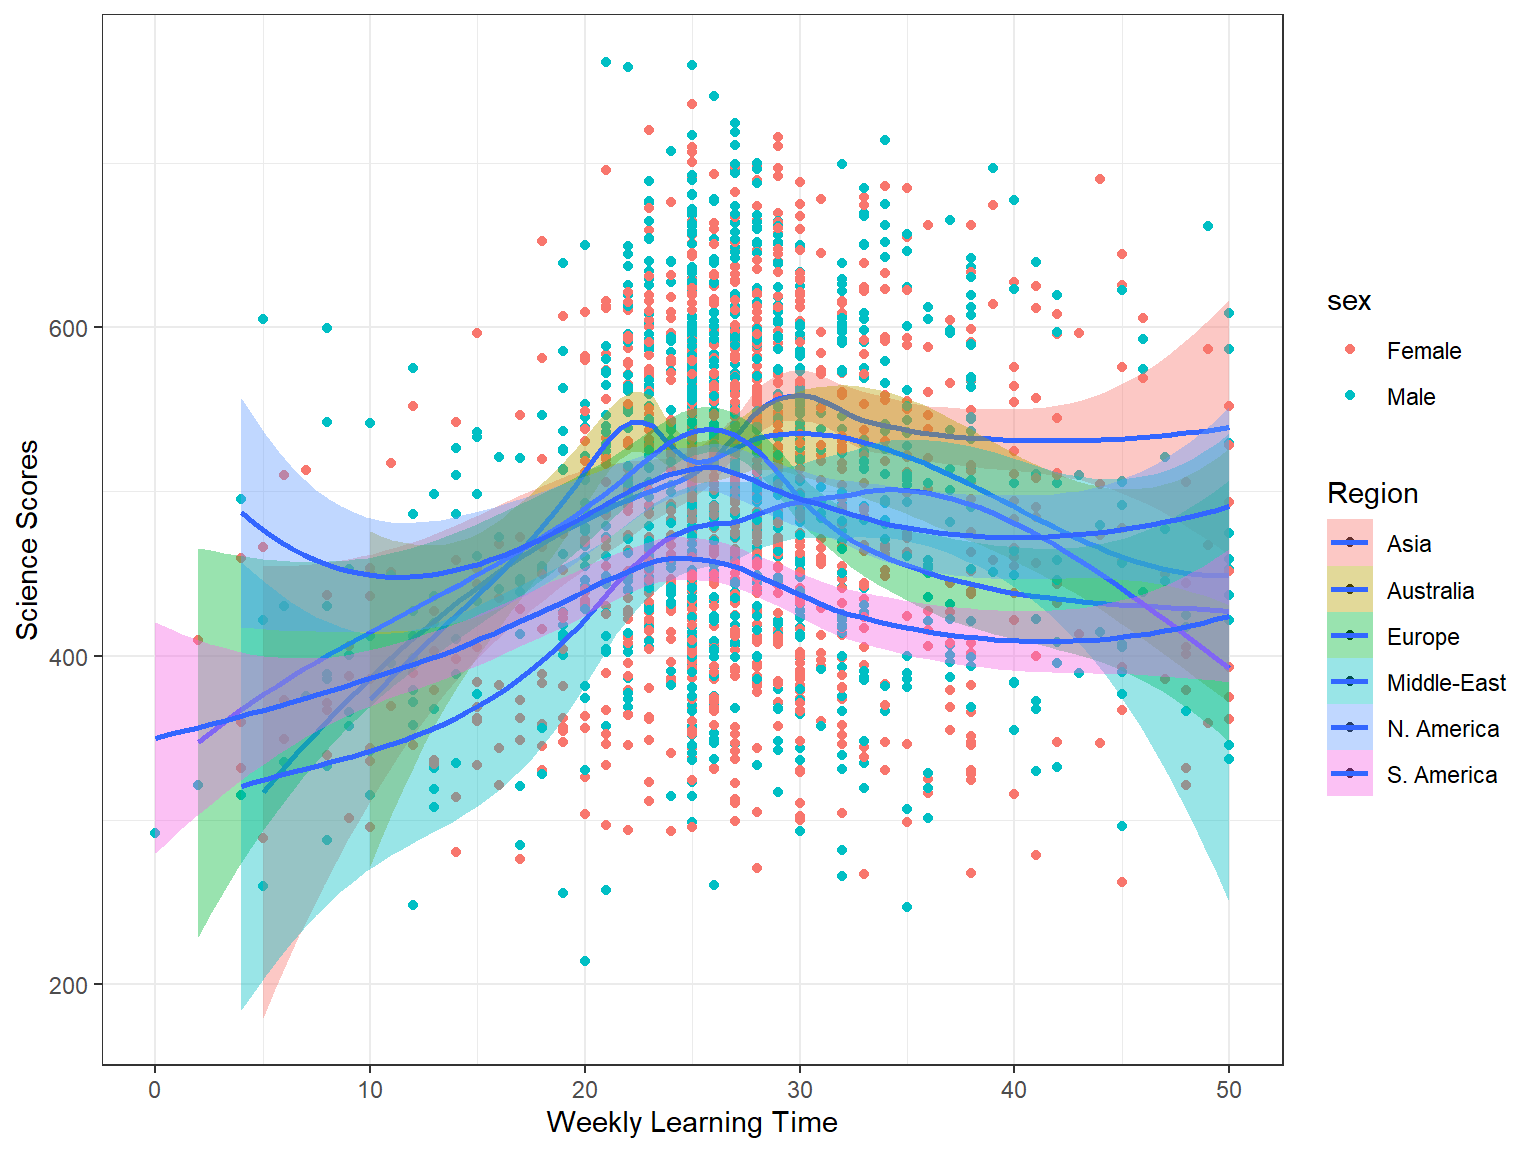 Science Scores
600
400
200
0
10
20
30
40
50
Weekly Learning Time
sex
Female
Male
Region
Asia
Australia
Europe
Middle-East
N. America
S. America